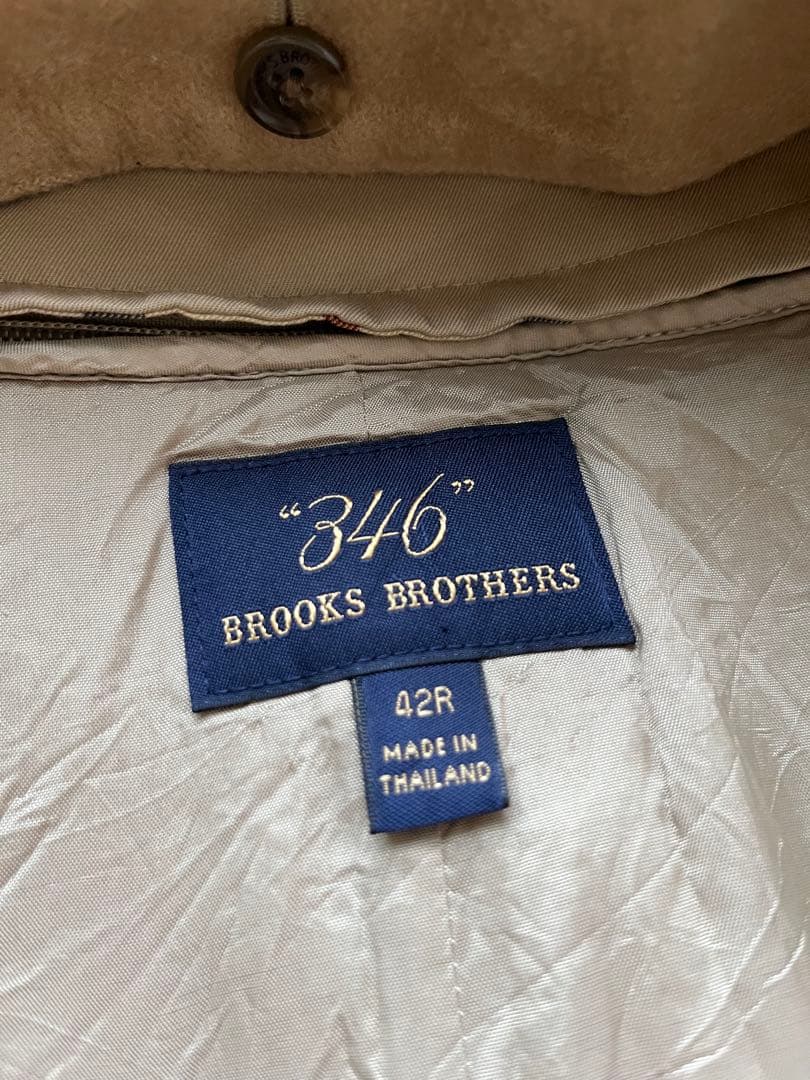 "346"
BROOKS BROTHERS
42R
MADE IN
THAILAND